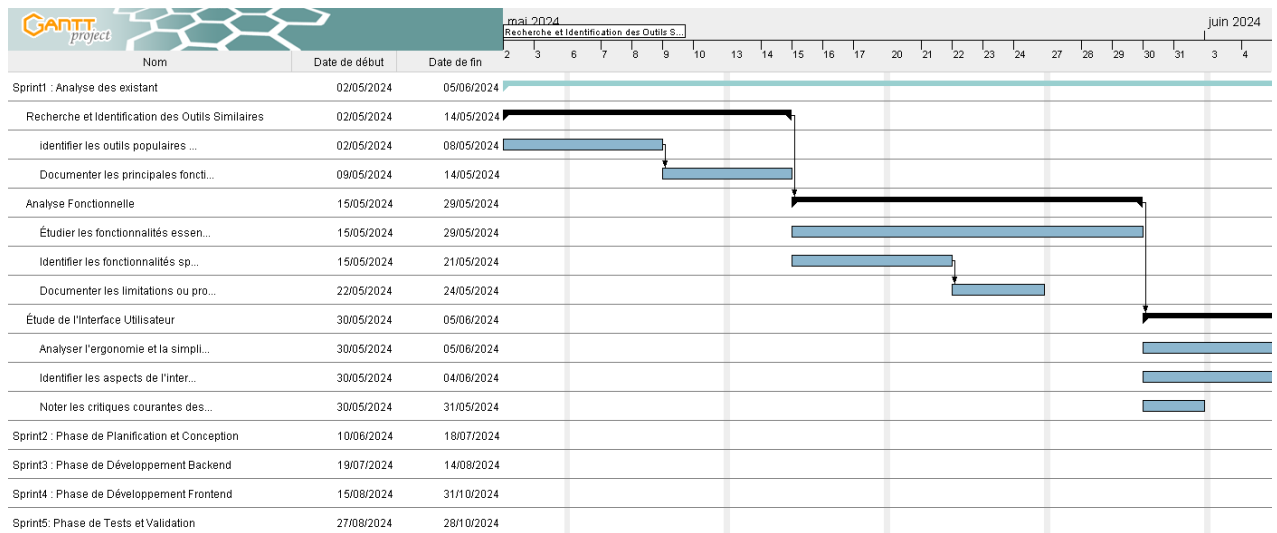 GANTT
project
mai 2024
juin 2024
Recherche et Identification des Outils S...
2 3 6 7 8 9 10 13 14 15 16 17 20 21 22 23 24 27 28 29 30 31 3 4
Nom Date de début Date de fin
Sprint1 : Analyse des existant 02/05/2024 05/06/2024
Recherche et Identification des Outils Similaires 02/05/2024 14/05/2024
identifier les outils populaires ... 02/05/2024 08/05/2024
Documenter les principales foncti... 09/05/2024 14/05/2024
Analyse Fonctionnelle 15/05/2024 29/05/2024
Étudier les fonctionnalités essen... 15/05/2024 29/05/2024
Identifier les fonctionnalités sp... 15/05/2024 21/05/2024
Documenter les limitations ou pro... 22/05/2024 24/05/2024
Étude de l'Interface Utilisateur 30/05/2024 05/06/2024
Analyser l'ergonomie et la simpli... 30/05/2024 05/06/2024
Identifier les aspects de l'inter... 30/05/2024 04/06/2024
Noter les critiques courantes des... 30/05/2024 31/05/2024
Sprint2 : Phase de Planification et Conception 10/06/2024 18/07/2024
Sprint3 : Phase de Développement Backend 19/07/2024 14/08/2024
Sprint4 : Phase de Développement Frontend 15/08/2024 31/10/2024
Sprint5: Phase de Tests et Validation 27/08/2024 28/10/2024